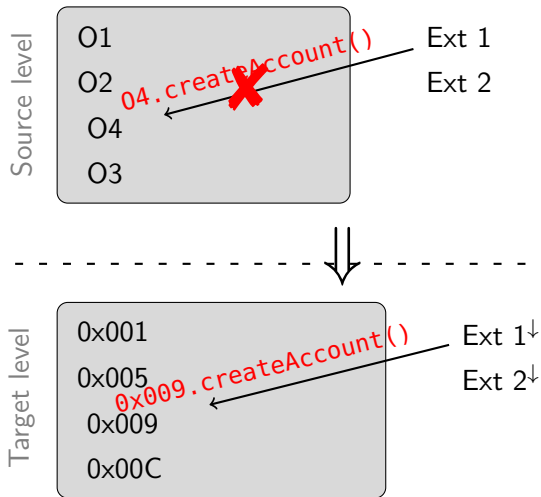 Source level
O1
O2
O4
O3
O4.createAccount()
Ext 1
Ext 2
Target level
0x001
0x005
0x009
0x00C
0x009.createAccount()
Ext 1↓
Ext 2↓